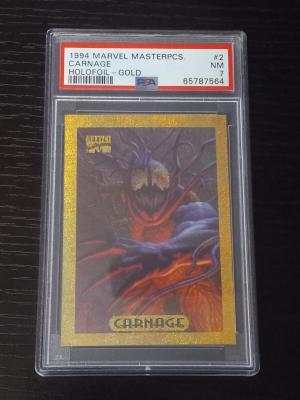 1994 MARVEL MASTERPCS. #2
CARNAGE NM
HOLOFOIL-GOLD PSA 7
65787564
CARNAGE